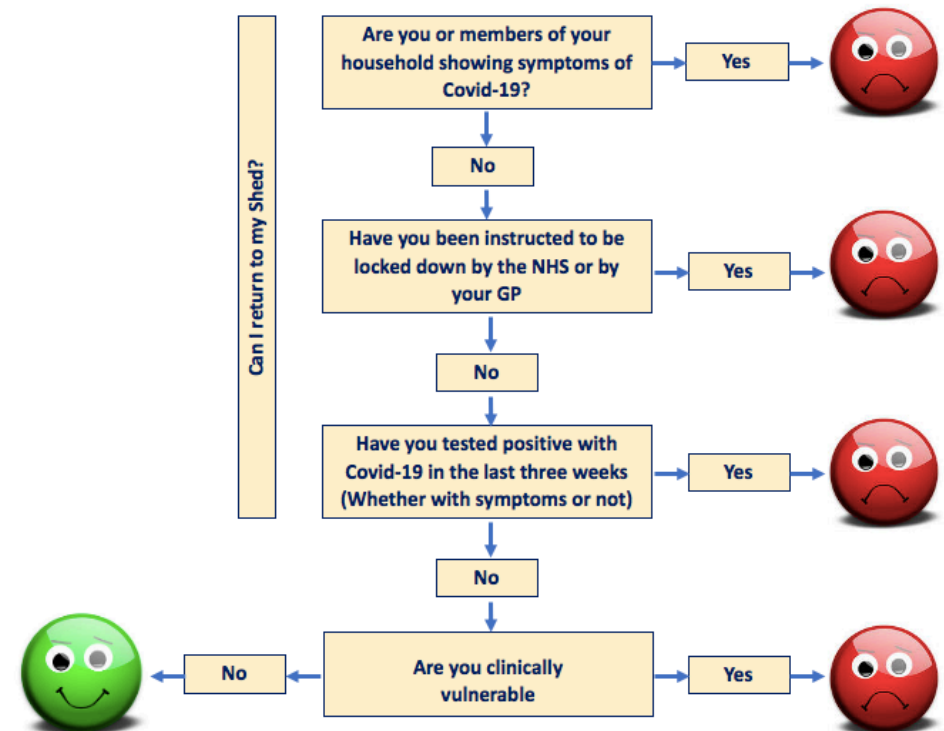 Can I return to my Shed?
Are you or members of your
household showing symptoms of
Covid-19?
Yes
No
Have you been instructed to be
locked down by the NHS or by
your GP
Yes
No
Have you tested positive with
Covid-19 in the last three weeks
(Whether with symptoms or not)
Yes
No
Are you clinically
vulnerable
No
Yes